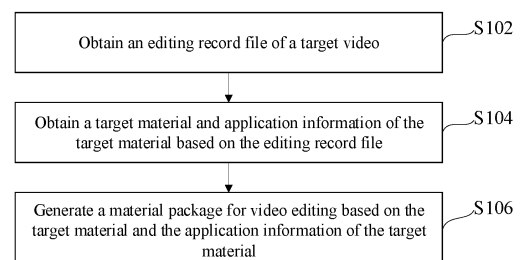 Obtain an editing record file of a target video
S102
Obtain a target material and application information of the
target material based on the editing record file
S104
Generate a material package for video editing based on the
target material and the application information of the target
material
S106